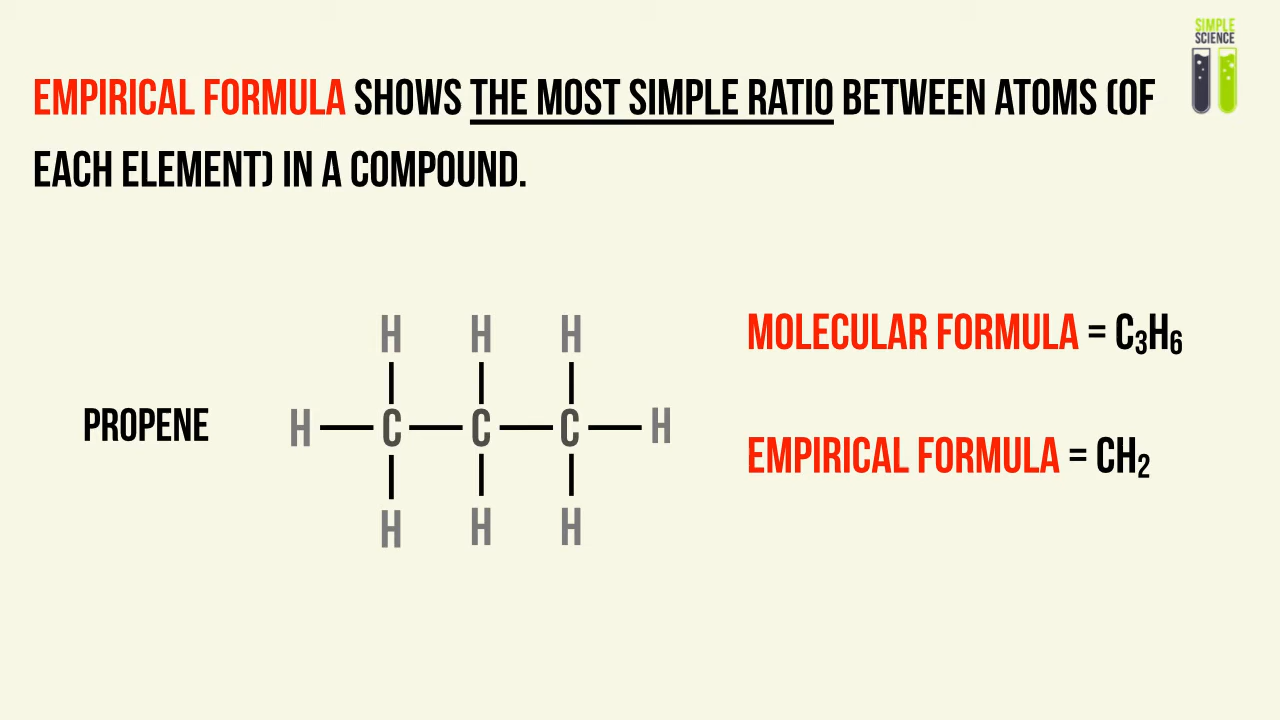 SIMPLE
SCIENCE
EMPIRICAL FORMULA SHOWS THE MOST SIMPLE RATIO BETWEEN ATOMS (OF
EACH ELEMENT) IN A COMPOUND.
PROPENE
H H H
H C C C H
H H H
MOLECULAR FORMULA = C₃H₆
EMPIRICAL FORMULA = CH₂